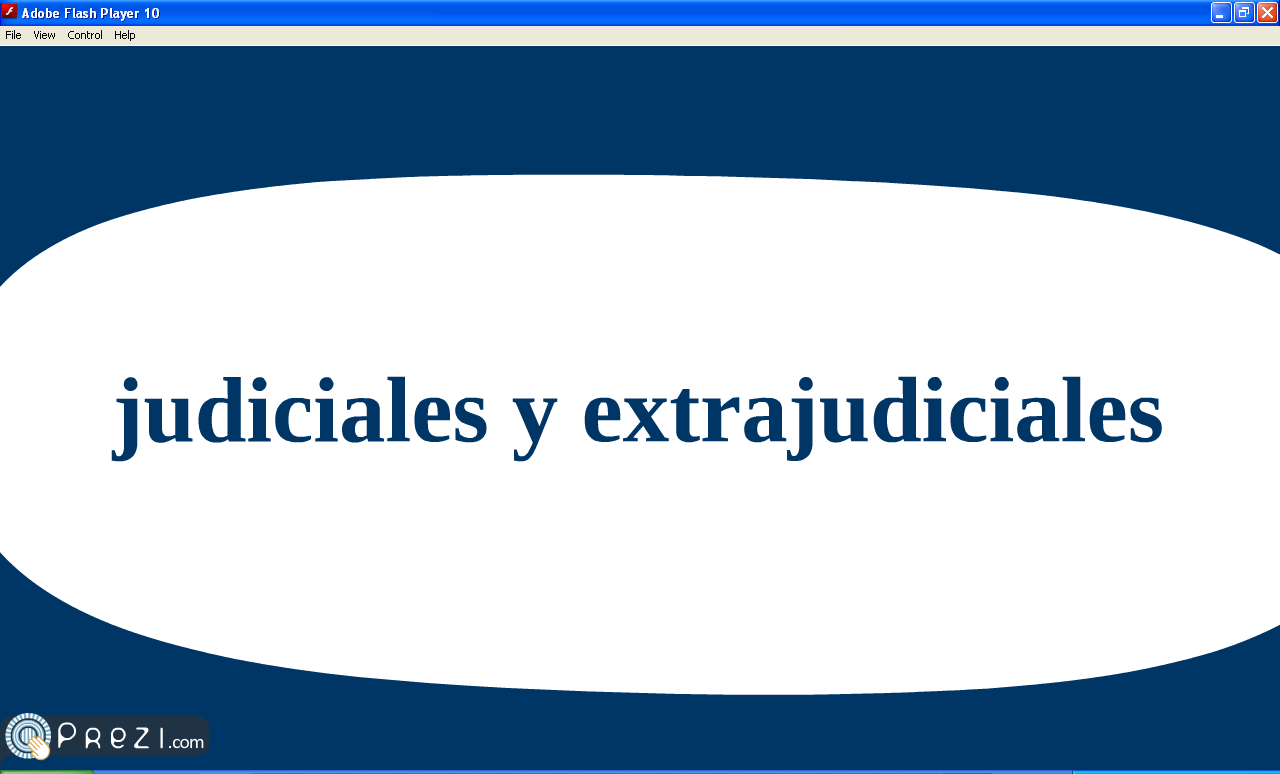 Adobe Flash Player 10
File View Control Help
judiciales y extrajudiciales
PREZI.com